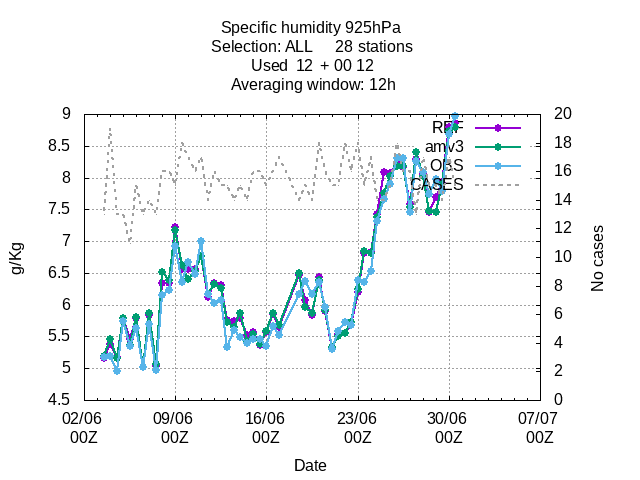 Specific humidity 925hPa
Selection: ALL 28 stations
Used 12 + 00 12
Averaging window: 12h
REF
amv3
OBS
CASES
9
8.5
8
7.5
7
6.5
6
5.5
5
4.5
20
18
16
14
12
10
8
6
4
2
0
g/Kg
No cases
02/06 09/06 16/06 23/06 30/06 07/07
00Z 00Z 00Z 00Z 00Z 00Z
Date